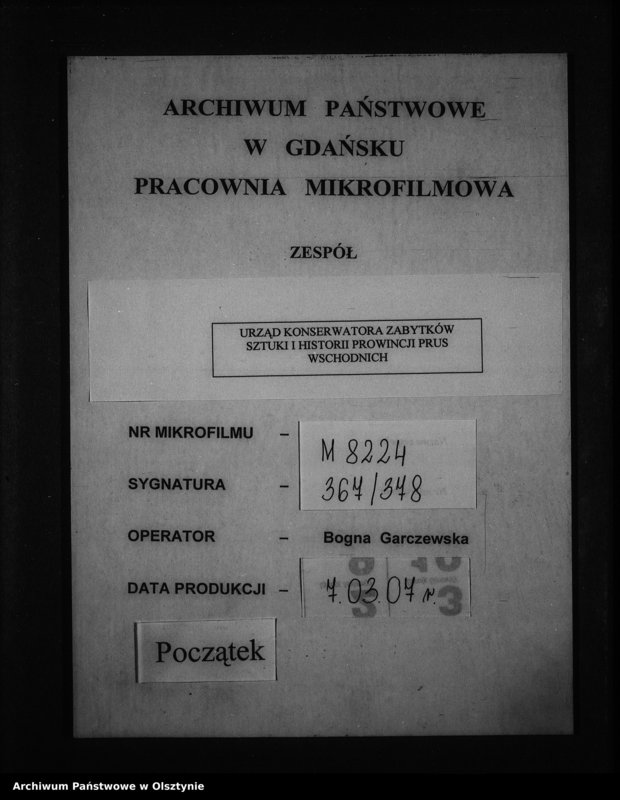 ARCHIWUM PAŃSTWOWE
W GDAŃSKU
PRACOWNIA MIKROFILMOWA
ZESPÓŁ
URZĄD KONSERWATORA ZABYTKÓW
SZTUKI I HISTORII PROWINCJI PRUS
WSCHODNICH
NR MIKROFILMU – M 8224
SYGNATURA – 367/378
OPERATOR – Bogna Garczewska
DATA PRODUKCJI – 7.03.07 r.
Początek
Archiwum Państwowe w Olsztynie